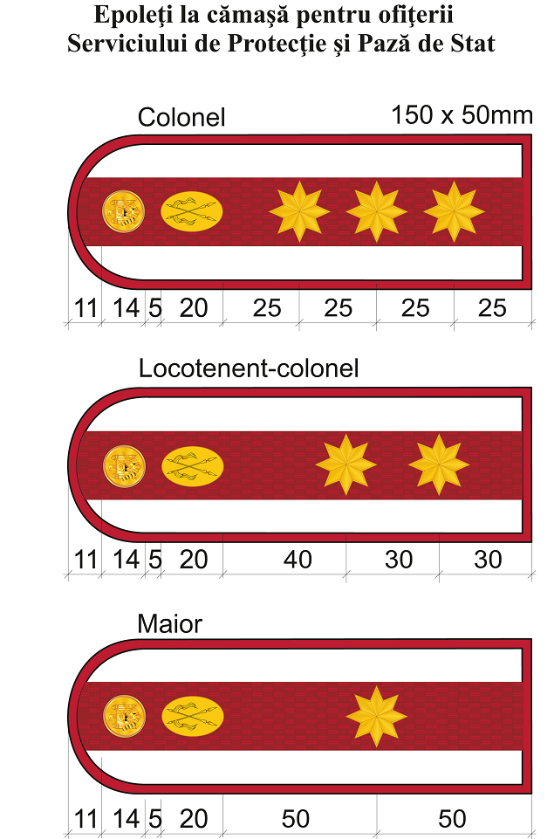 Epoleţi la cămaşă pentru ofiţerii
Serviciului de Protecţie şi Pază de Stat
Colonel 150 x 50mm
11 14 5 20 25 25 25 25
Locotenent-colonel
11 14 5 20 40 30 30
Maior
11 14 5 20 50 50